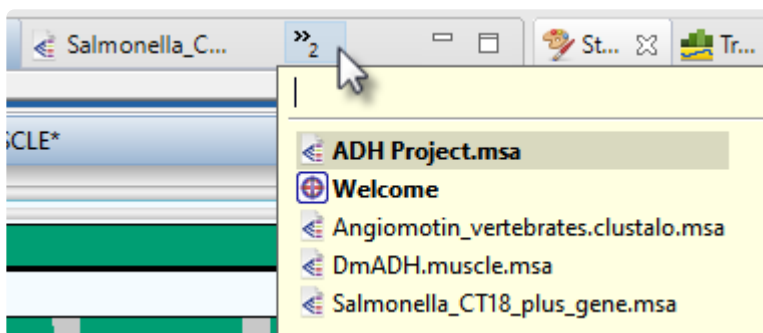 Salmonella_C...
»2
St...
Tr...
SCLE*
ADH Project.msa
Welcome
Angiomotin_vertebrates.clustalo.msa
DmADH.muscle.msa
Salmonella_CT18_plus_gene.msa